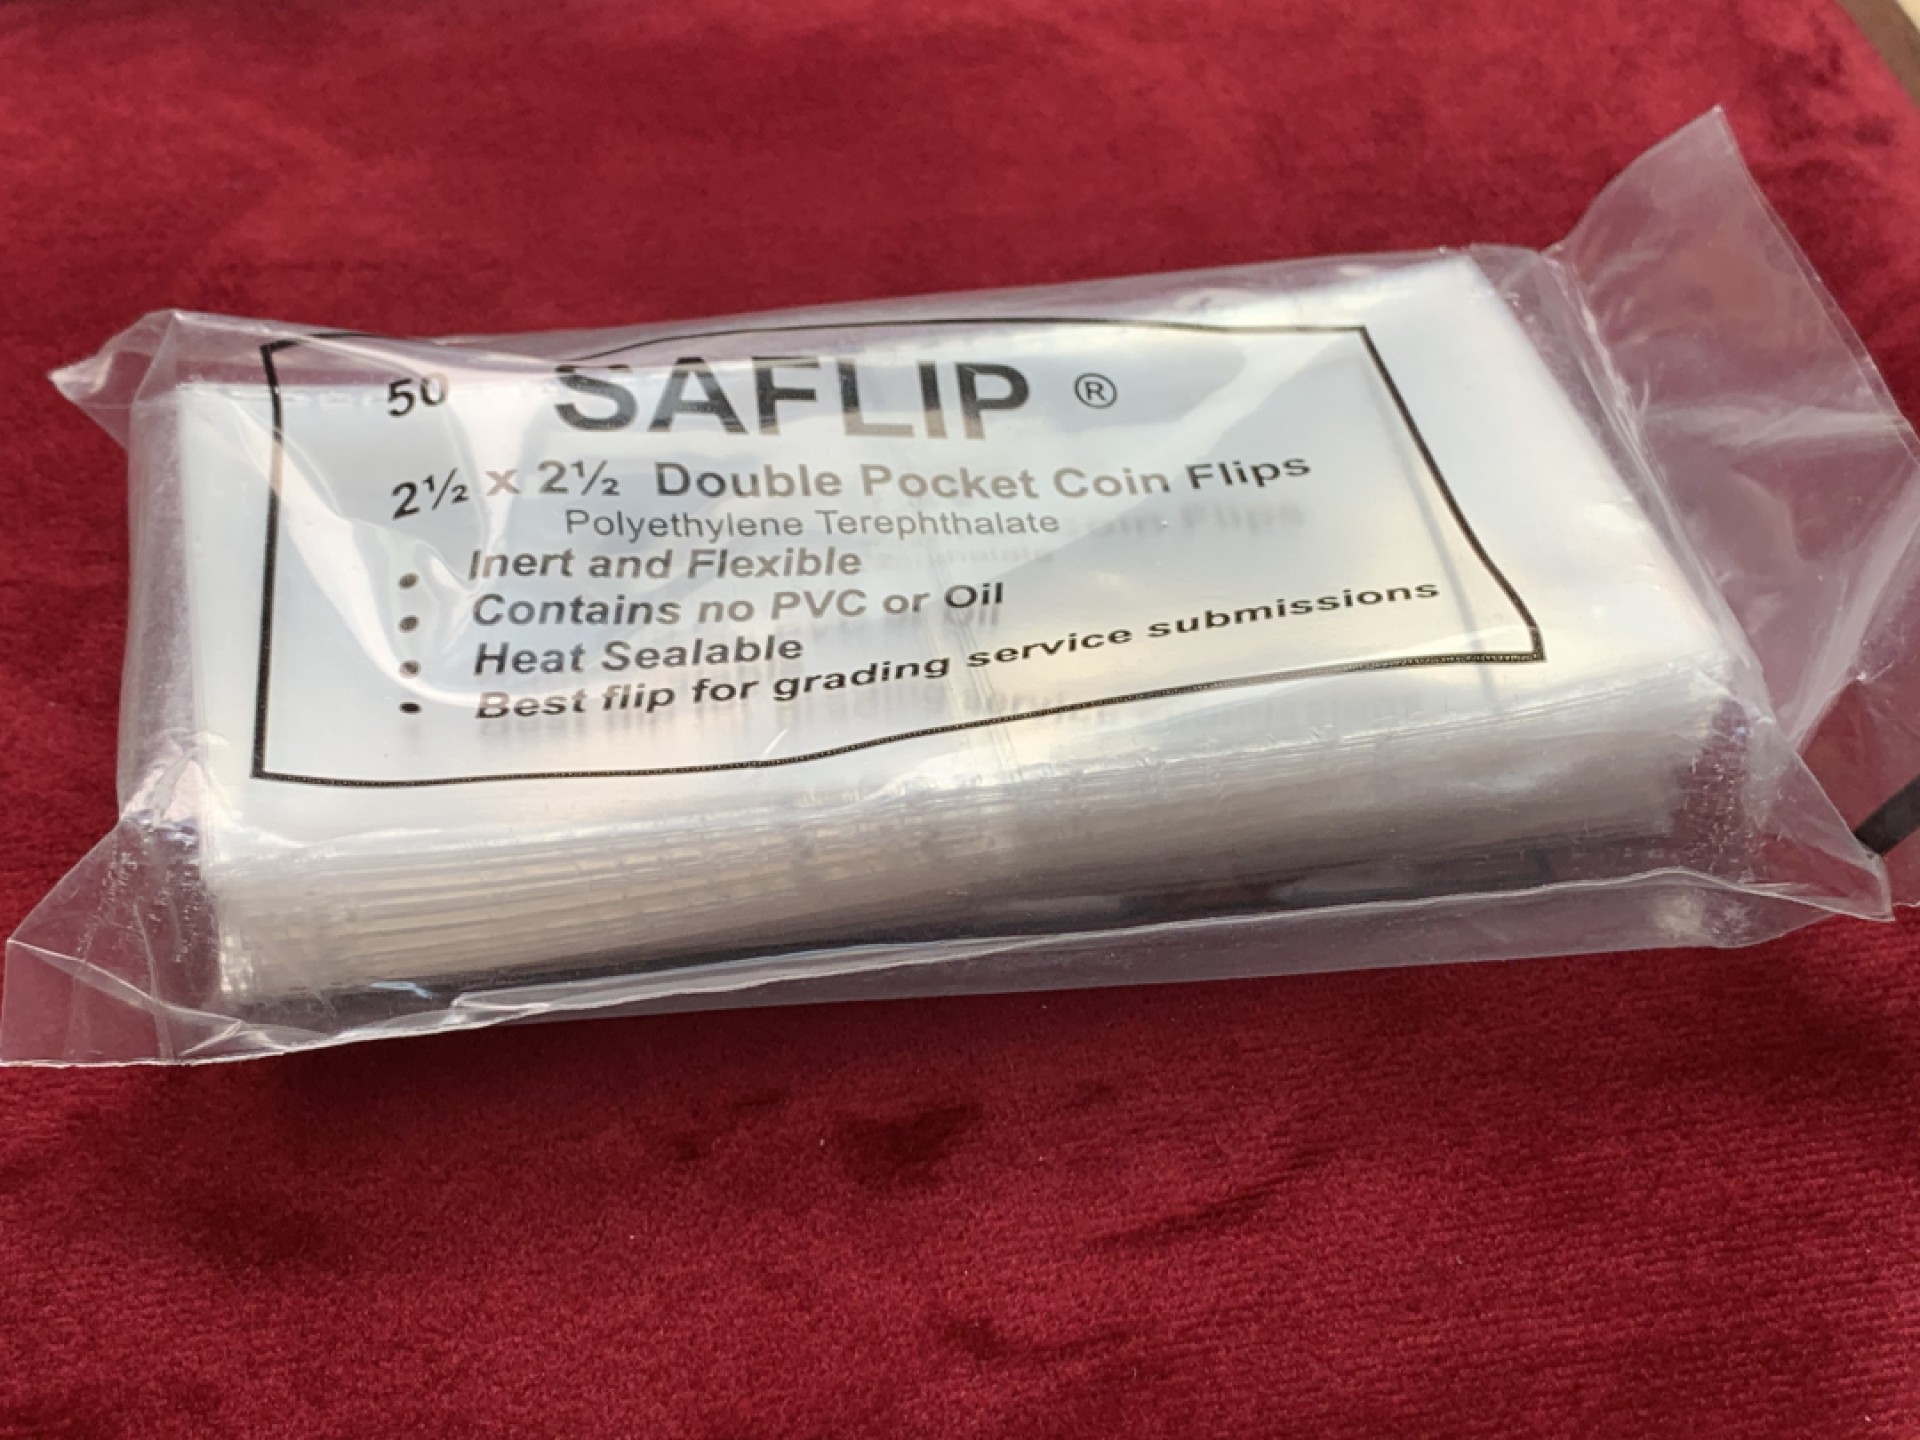 50 SAFLIP ®
2½ x 2½ Double Pocket Coin Flips
Polyethylene Terephthalate
• Inert and Flexible
• Contains no PVC or Oil
• Heat Sealable
• Best flip for grading service submissions